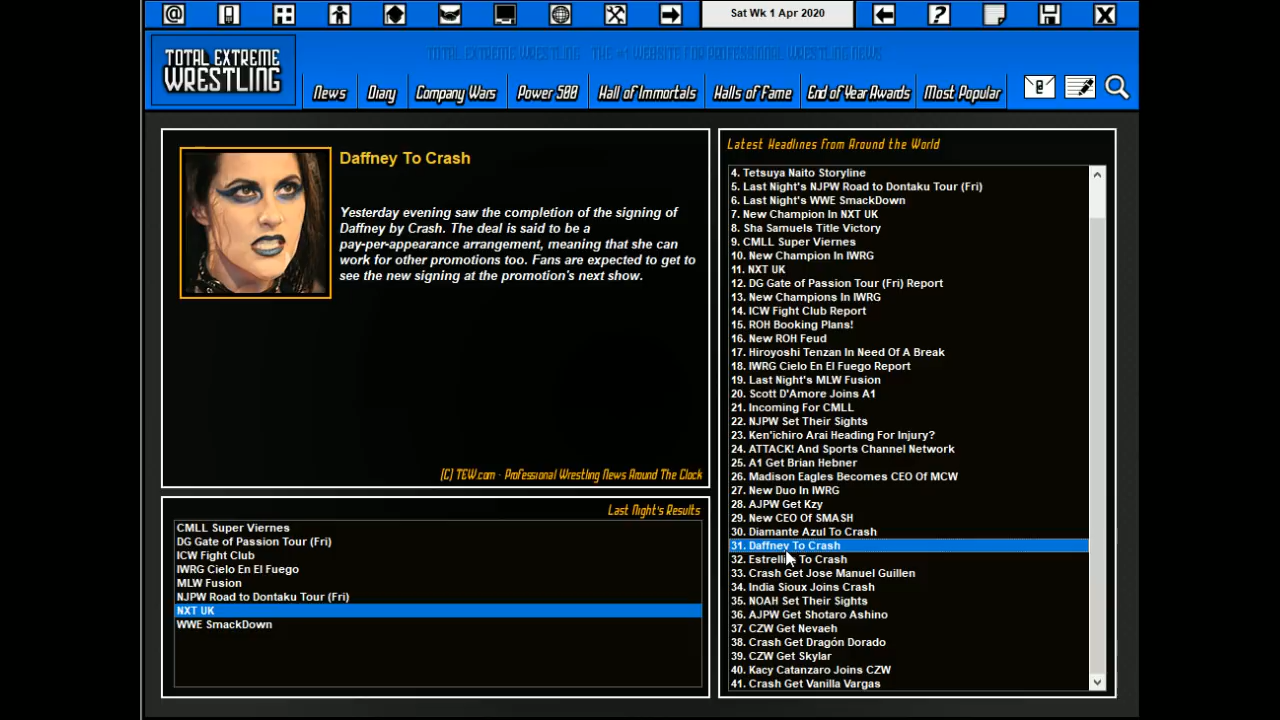 Sat Wk 1 Apr 2020
TOTAL EXTREME
WRESTLING
TOTAL EXTREME WRESTLING THE #1 WEBSITE FOR PROFESSIONAL WRESTLING NEWS
News
Diary
Company Wars
Power 500
Hall of Immortals
Halls of Fame
End of Year Awards
Most Popular
Daffney To Crash
Yesterday evening saw the completion of the signing of
Daffney by Crash. The deal is said to be a
pay-per-appearance arrangement, meaning that she can
work for other promotions too. Fans are expected to get to
see the new signing at the promotion's next show.
(C) TEW.com - Professional Wrestling News Around The Clock
Last Night's Results
CMLL Super Viernes
DG Gate of Passion Tour (Fri)
ICW Fight Club
IWRG Cielo En El Fuego
MLW Fusion
NJPW Road to Dontaku Tour (Fri)
NXT UK
WWE SmackDown
Latest Headlines From Around the World
4. Tetsuya Naito Storyline
5. Last Night's NJPW Road to Dontaku Tour (Fri)
6. Last Night's WWE SmackDown
7. New Champion In NXT UK
8. Sha Samuels Title Victory
9. CMLL Super Viernes
10. New Champion In IWRG
11. NXT UK
12. DG Gate of Passion Tour (Fri) Report
13. New Champions In IWRG
14. ICW Fight Club Report
15. ROH Booking Plans!
16. New ROH Feud
17. Hiroyoshi Tenzan In Need Of A Break
18. IWRG Cielo En El Fuego Report
19. Last Night's MLW Fusion
20. Scott D'Amore Joins A1
21. Incoming For CMLL
22. NJPW Set Their Sights
23. Ken'ichiro Arai Heading For Injury?
24. ATTACK! And Sports Channel Network
25. A1 Get Brian Hebner
26. Madison Eagles Becomes CEO Of MCW
27. New Duo In IWRG
28. AJPW Get Kzy
29. New CEO Of SMASH
30. Diamante Azul To Crash
31. Daffney To Crash
32. Estrellita To Crash
33. Crash Get Jose Manuel Guillen
34. India Sioux Joins Crash
35. NOAH Set Their Sights
36. AJPW Get Shotaro Ashino
37. CZW Get Nevaeh
38. Crash Get Dragón Dorado
39. CZW Get Skylar
40. Kacy Catanzaro Joins CZW
41. Crash Get Vanilla Vargas